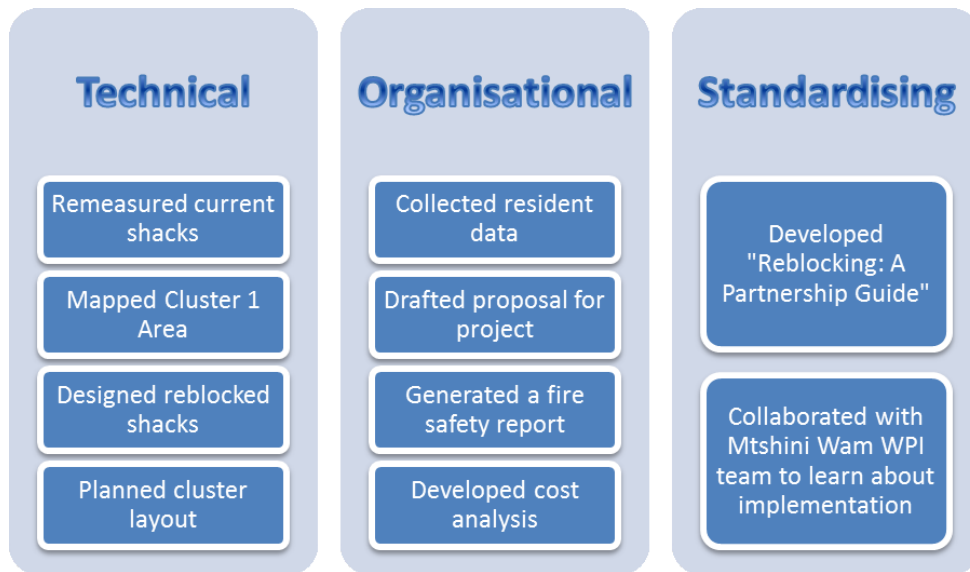 Technical
Remeasured current
shacks
Mapped Cluster 1
Area
Designed reblocked
shacks
Planned cluster
layout
Organisational
Collected resident
data
Drafted proposal for
project
Generated a fire
safety report
Developed cost
analysis
Standardising
Developed
"Reblocking: A
Partnership Guide"
Collaborated with
Mtshini Wam WPI
team to learn about
implementation